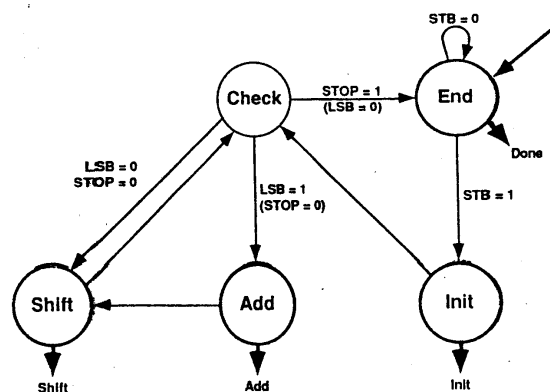 STB = 0
Check
STOP = 1
(LSB = 0)
End
Done
LSB = 0
STOP = 0
LSB = 1
(STOP = 0)
STB = 1
Shift
Add
Init
Shift
Add
Init